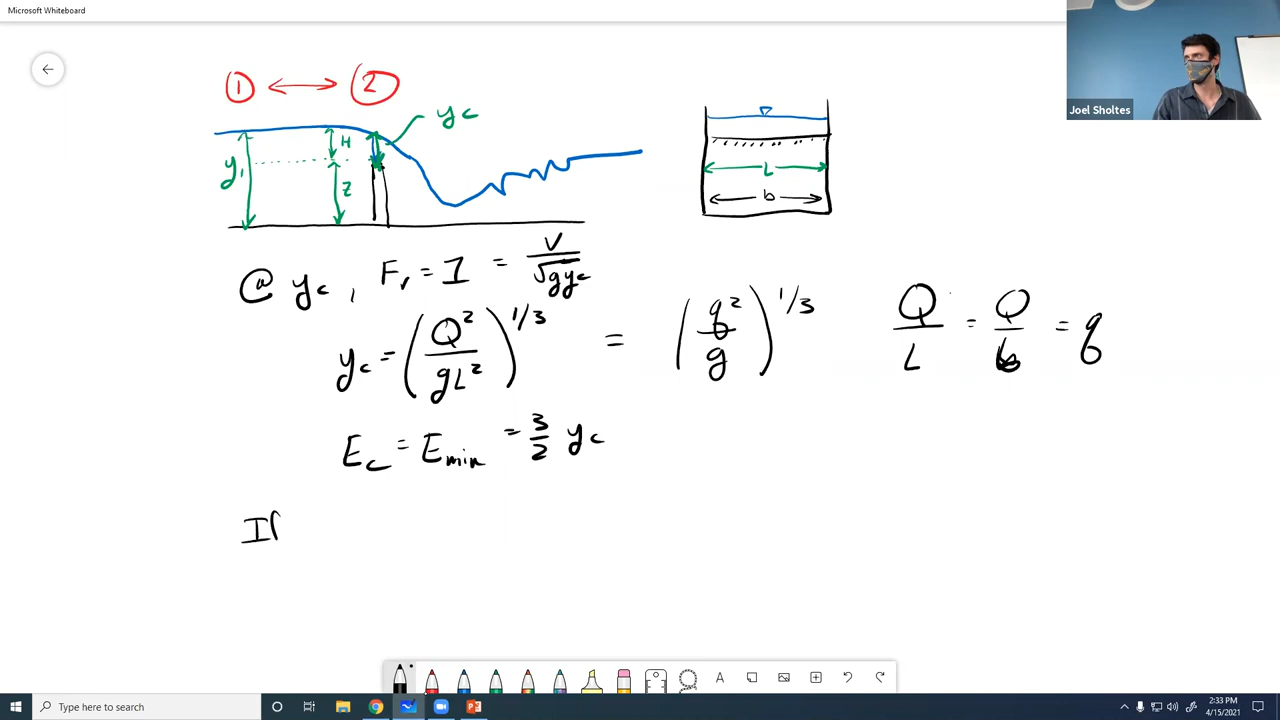 Microsoft Whiteboard
Joel Sholtes
1 ↔ 2
yc
y1
H
Z
L
b
@ yc, Fr = 1 = V/√gyc
yc = (Q²/gL²)^1/3 = (q²/g)^1/3
Q/L = Q/b = q
Ec = Emin = 3/2 yc
If
Type here to search
2:33 PM
4/15/2021